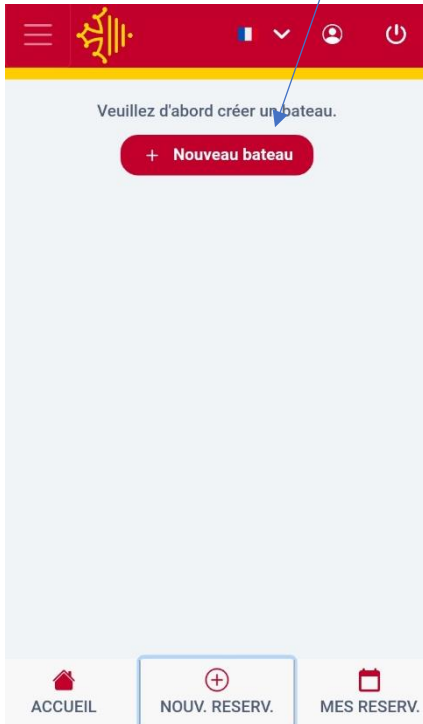 Veuillez d'abord créer un bateau.
+ Nouveau bateau
ACCUEIL
NOUV. RESERV.
MES RESERV.